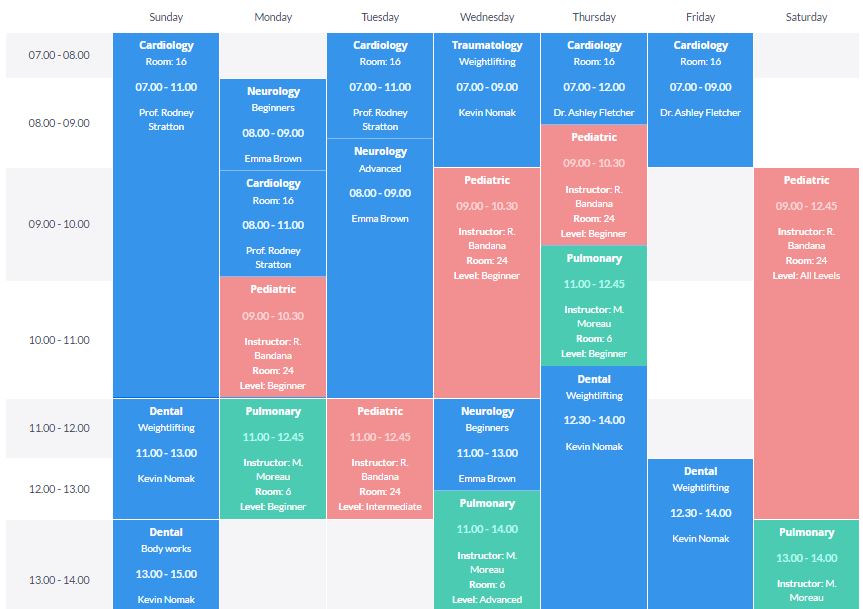 Sunday
Monday
Tuesday
Wednesday
Thursday
Friday
Saturday
07.00 - 08.00
08.00 - 09.00
09.00 - 10.00
10.00 - 11.00
11.00 - 12.00
12.00 - 13.00
13.00 - 14.00
Cardiology
Room: 16
07.00 - 11.00
Prof. Rodney
Stratton
Dental
Weightlifting
11.00 - 13.00
Kevin Nomak
Dental
Body works
13.00 - 15.00
Kevin Nomak
Neurology
Beginners
08.00 - 09.00
Emma Brown
Cardiology
Room: 16
08.00 - 11.00
Prof. Rodney
Stratton
Pediatric
09.00 - 10.30
Instructor: R.
Bandana
Room: 24
Level: Beginner
Pulmonary
11.00 - 12.45
Instructor: M.
Moreau
Room: 6
Level: Beginner
Cardiology
Room: 16
07.00 - 11.00
Prof. Rodney
Stratton
Neurology
Advanced
08.00 - 09.00
Emma Brown
Pediatric
11.00 - 12.45
Instructor: R.
Bandana
Room: 24
Level: Intermediate
Traumatology
Weightlifting
07.00 - 09.00
Kevin Nomak
Pediatric
09.00 - 10.30
Instructor: R.
Bandana
Room: 24
Level: Beginner
Neurology
Beginners
11.00 - 13.00
Emma Brown
Pulmonary
11.00 - 14.00
Instructor: M.
Moreau
Room: 6
Level: Advanced
Cardiology
Room: 16
07.00 - 12.00
Dr. Ashley Fletcher
Pediatric
09.00 - 10.30
Instructor: R.
Bandana
Room: 24
Level: Beginner
Pulmonary
11.00 - 12.45
Instructor: M.
Moreau
Room: 6
Level: Beginner
Dental
Weightlifting
12.30 - 14.00
Kevin Nomak
Cardiology
Room: 16
07.00 - 09.00
Dr. Ashley Fletcher
Dental
Weightlifting
12.30 - 14.00
Kevin Nomak
Pediatric
09.00 - 12.45
Instructor: R.
Bandana
Room: 24
Level: All Levels
Pulmonary
13.00 - 14.00
Instructor: M.
Moreau